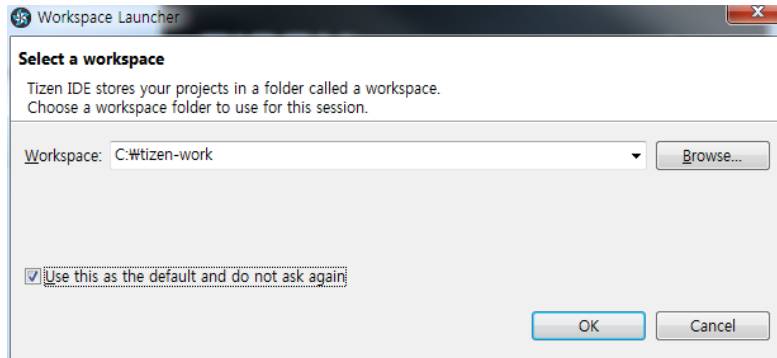 Workspace Launcher
Select a workspace
Tizen IDE stores your projects in a folder called a workspace.
Choose a workspace folder to use for this session.
Workspace: C:₩tizen-work Browse...
Use this as the default and do not ask again
OK Cancel